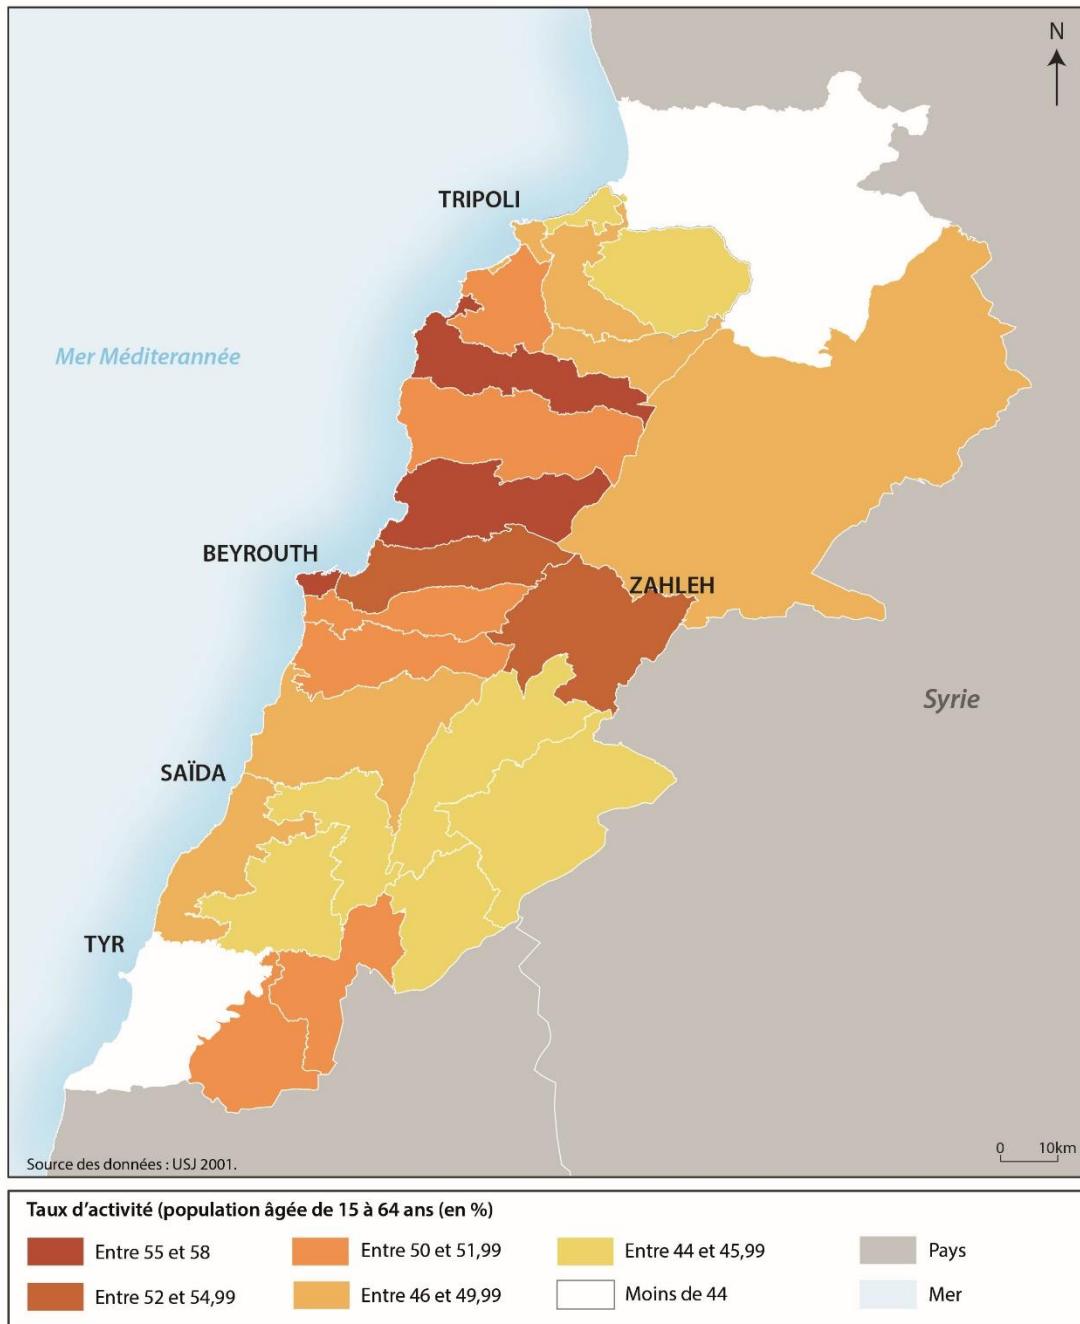 N
TRIPOLI
Mer Méditerannée
BEYROUTH
ZAHLEH
Syrie
SAÏDA
TYR
Source des données : USJ 2001.
0 10km
Taux d'activité (population âgée de 15 à 64 ans (en %)
Entre 55 et 58
Entre 50 et 51,99
Entre 44 et 45,99
Pays
Entre 52 et 54,99
Entre 46 et 49,99
Moins de 44
Mer